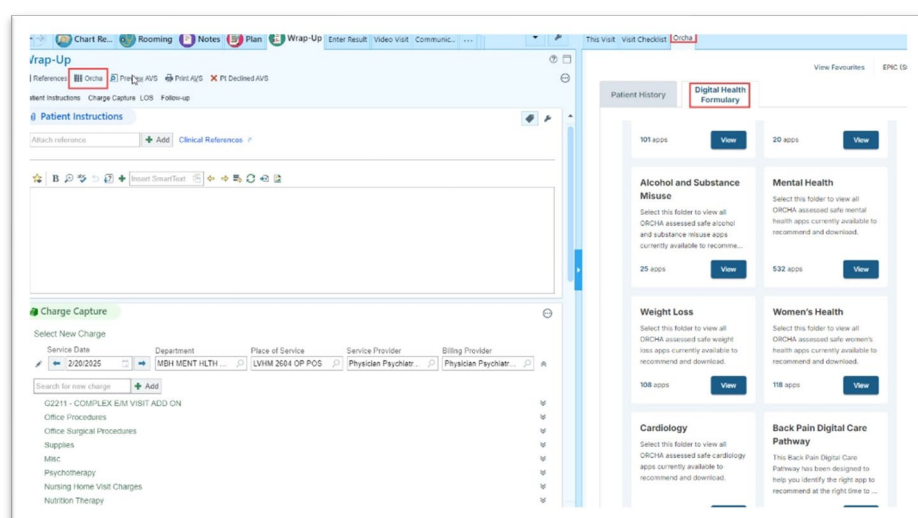 Chart Re... Rooming Notes Plan Wrap-Up Enter Result Video Visit Communic... ...
Wrap-Up
References Orcha Preview AVS Print AVS Pt Declined AVS
Patient Instructions Charge Capture LOS Follow-up
Patient Instructions
Attach reference Add Clinical References
B Insert SmartText
Charge Capture
Select New Charge
Service Date Department Place of Service Service Provider Billing Provider
2/20/2025 MBH MENT HLTH ... LVHM 2604 OP POS Physician Psychiatr... Physician Psychiatr...
Search for new charge Add
G2211 - COMPLEX E/M VISIT ADD ON
Office Procedures
Office Surgical Procedures
Supplies
Misc
Psychotherapy
Nursing Home Visit Charges
Nutrition Therapy
This Visit Visit Checklist Orcha
View Favourites EPIC
Patient History Digital Health Formulary
101 apps View
20 apps View
Alcohol and Substance
Misuse
Select this folder to view all
ORCHA assessed safe alcohol
and substance misuse apps
currently available to recomme...
25 apps View
Mental Health
Select this folder to view all
ORCHA assessed safe mental
health apps currently available to
recommend and download.
532 apps View
Weight Loss
Select this folder to view all
ORCHA assessed safe weight
loss apps currently available to
recommend and download.
108 apps View
Women's Health
Select this folder to view all
ORCHA assessed safe women's
health apps currently available to
recommend and download.
118 apps View
Cardiology
Select this folder to view all
ORCHA assessed safe cardiology
apps currently available to
recommend and download.
Back Pain Digital Care
Pathway
This Back Pain Digital Care
Pathway has been designed to
help you identify the right app to
recommend at the right time to ...